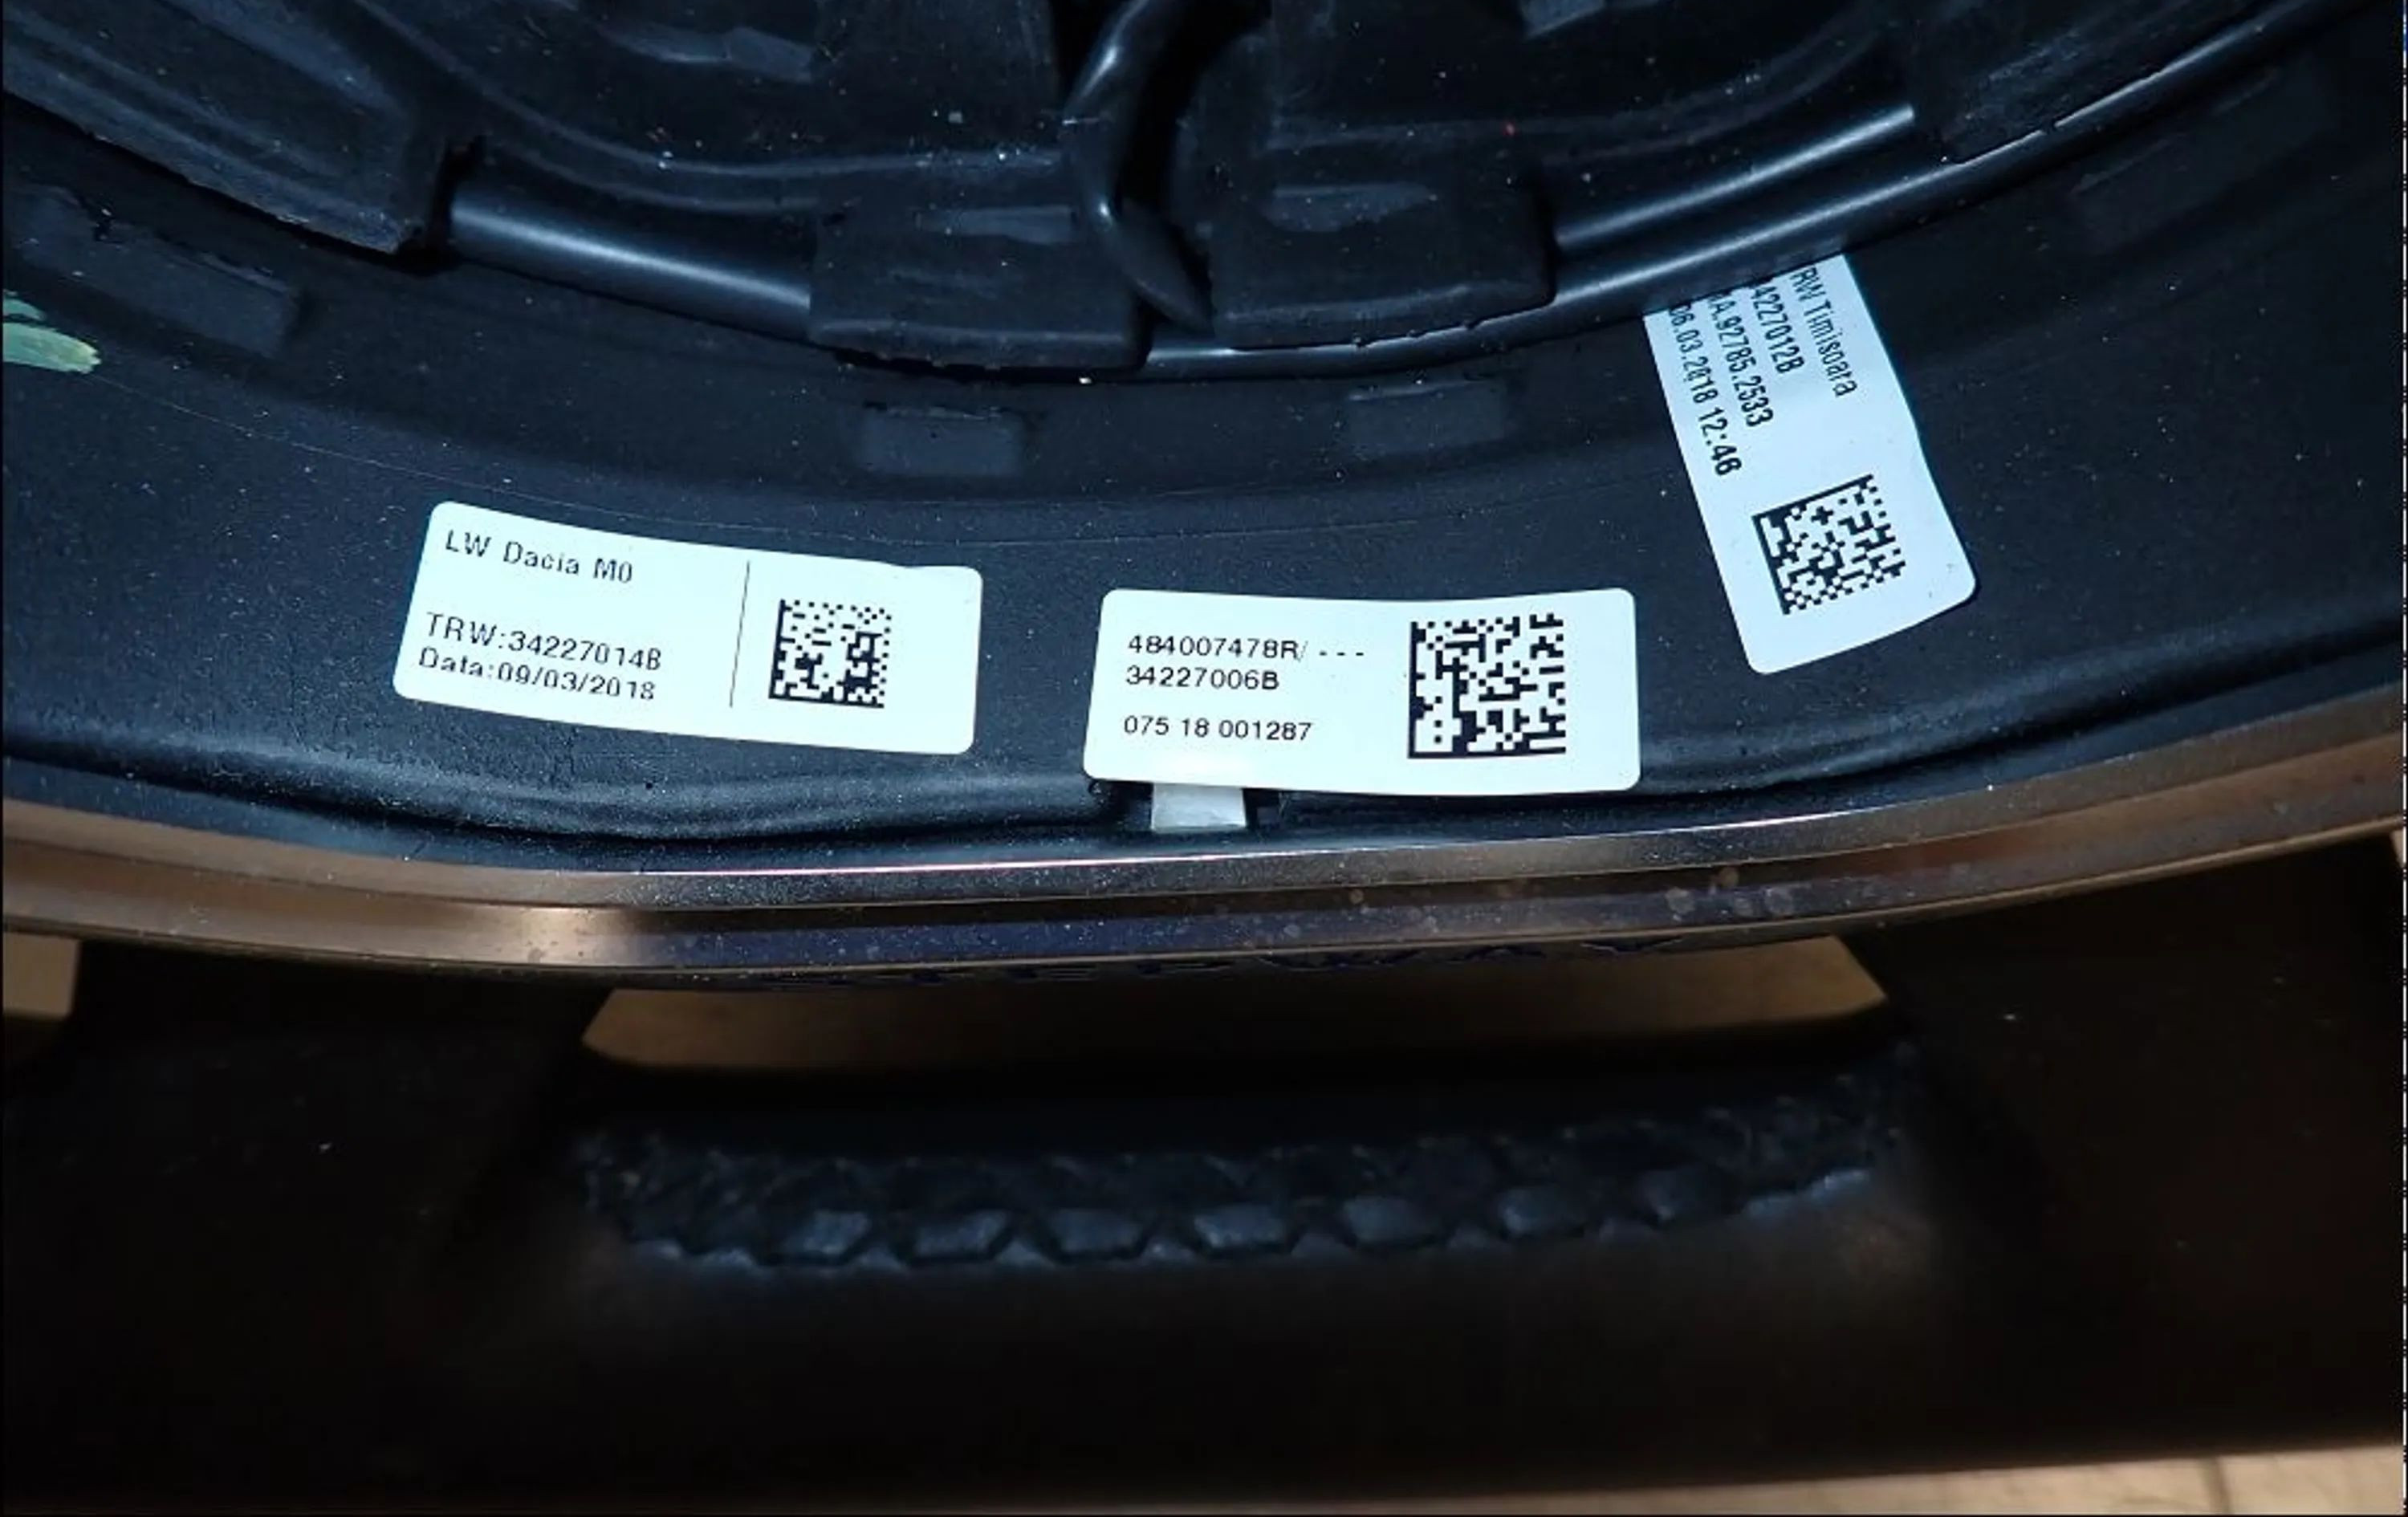 LW Dacia M0
TRW:34227014B
Data:09/03/2018
484007478R/ ---
34227006B
075 18 001287
RW Timisoara
34227012B
A.92785.2533
06.03.2018 12:46